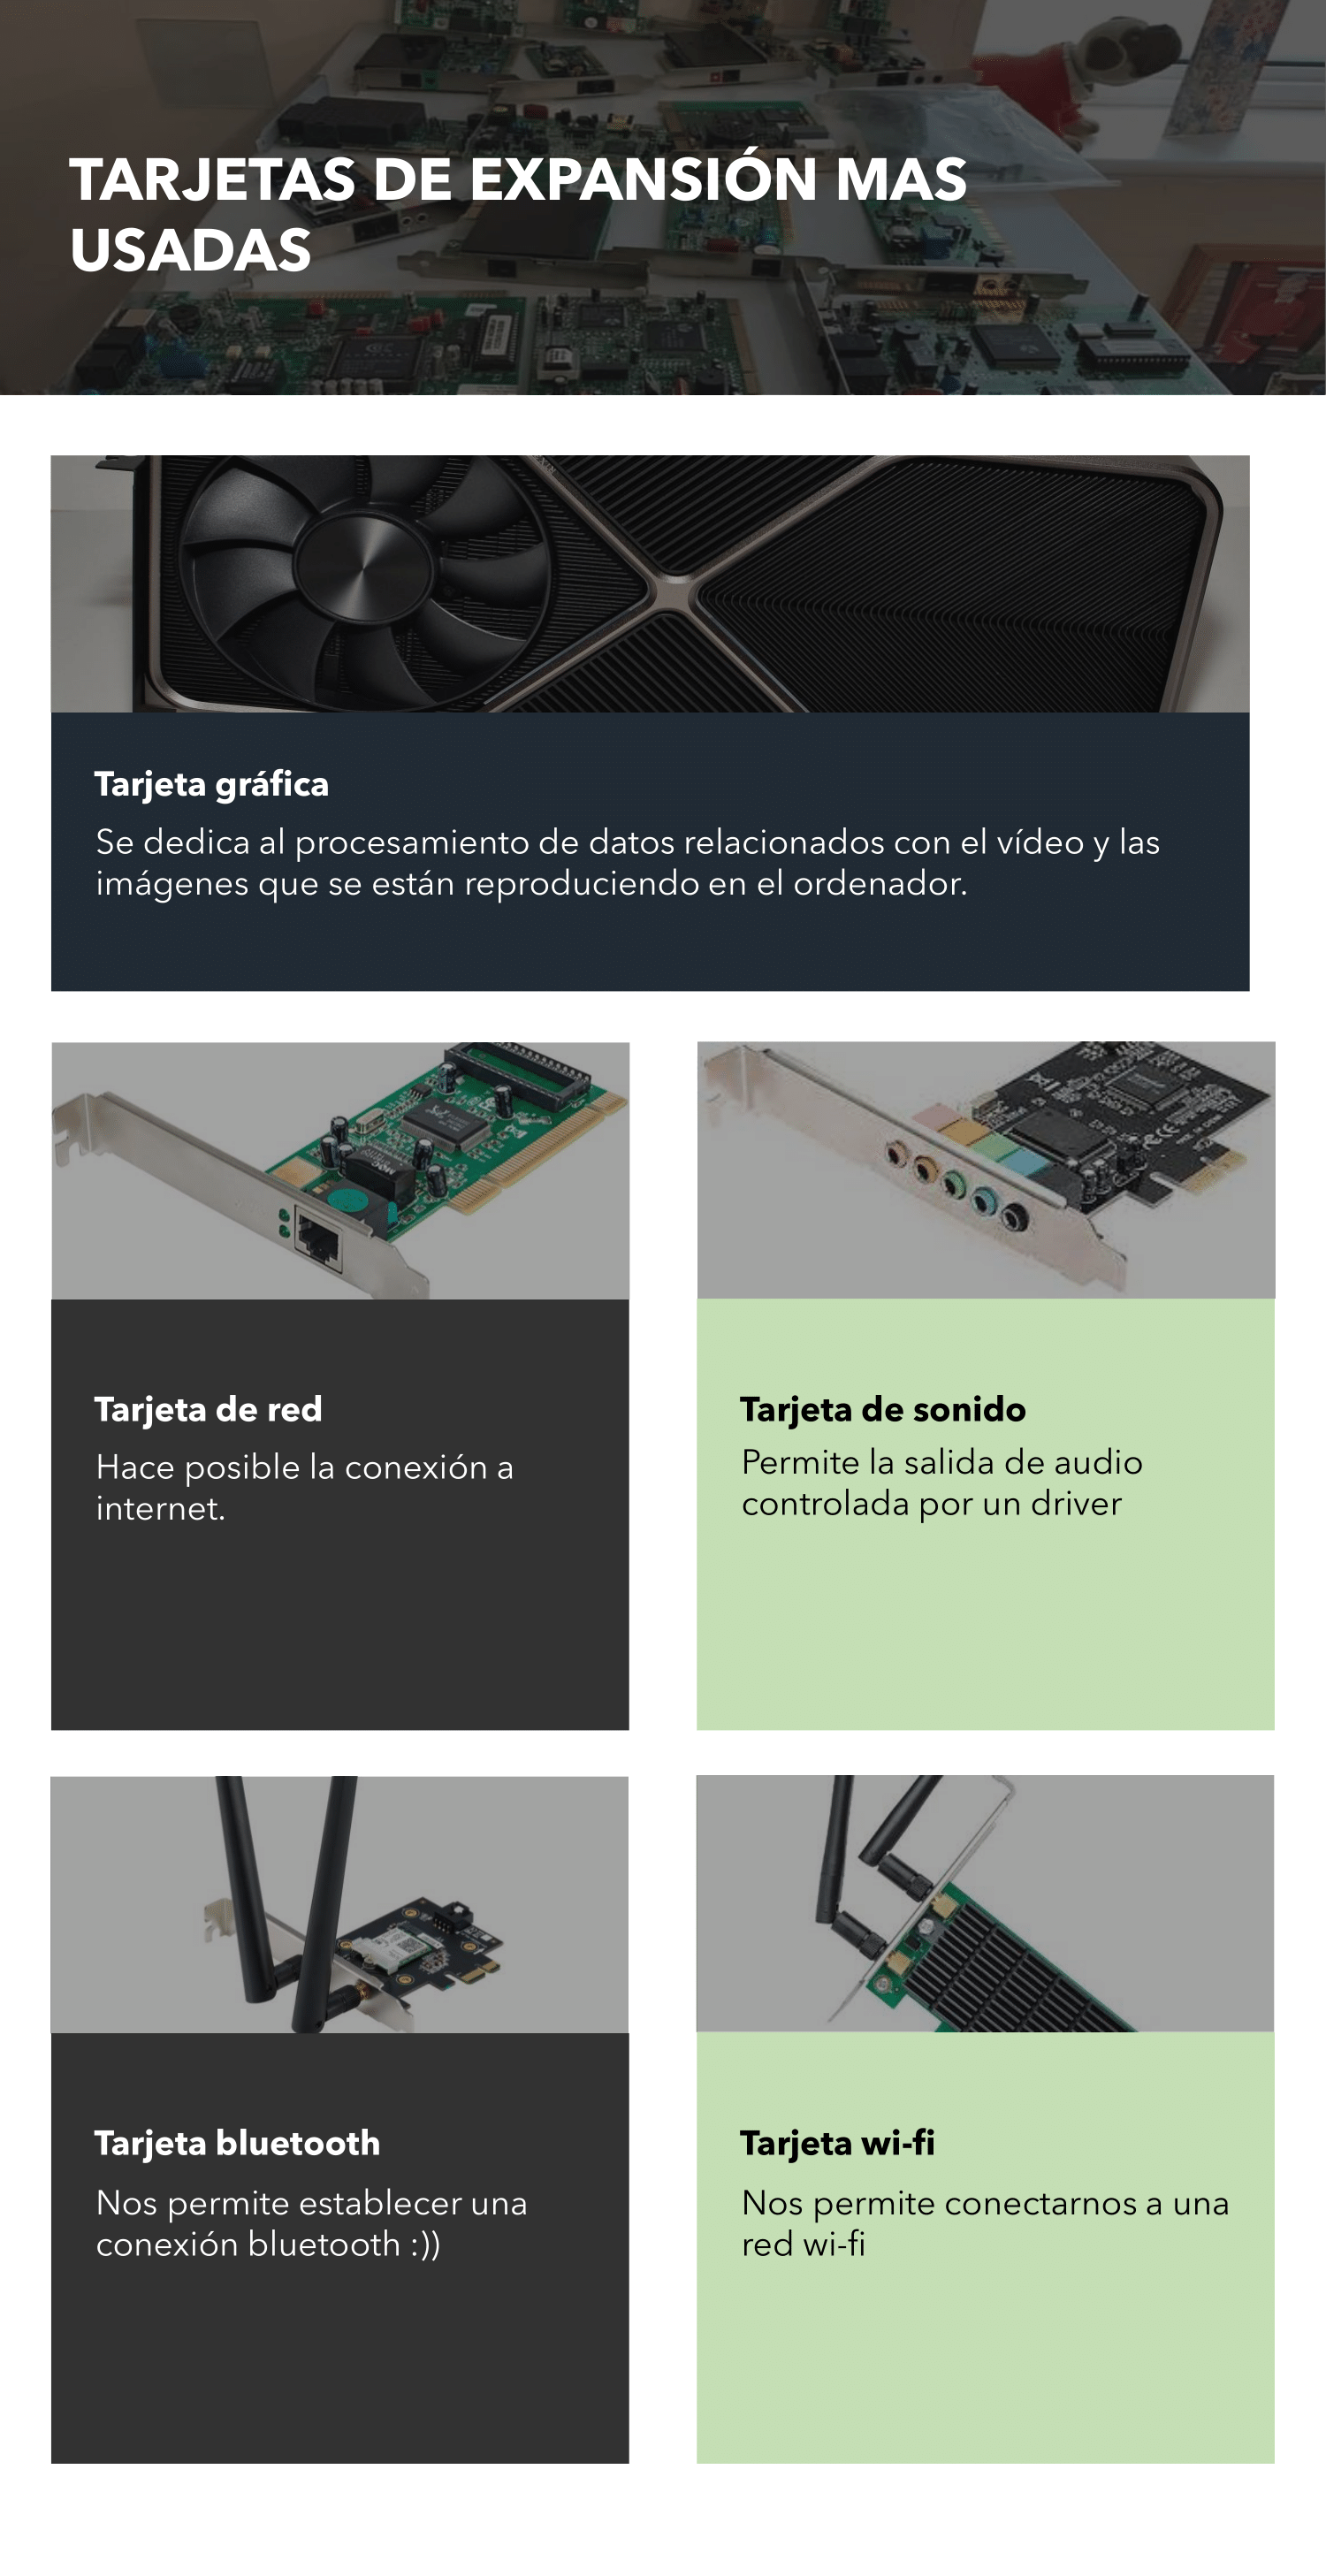 TARJETAS DE EXPANSIÓN MAS
USADAS
Tarjeta gráfica
Se dedica al procesamiento de datos relacionados con el vídeo y las
imágenes que se están reproduciendo en el ordenador.
Tarjeta de red
Hace posible la conexión a
internet.
Tarjeta de sonido
Permite la salida de audio
controlada por un driver
Tarjeta bluetooth
Nos permite establecer una
conexión bluetooth :))
Tarjeta wi-fi
Nos permite conectarnos a una
red wi-fi